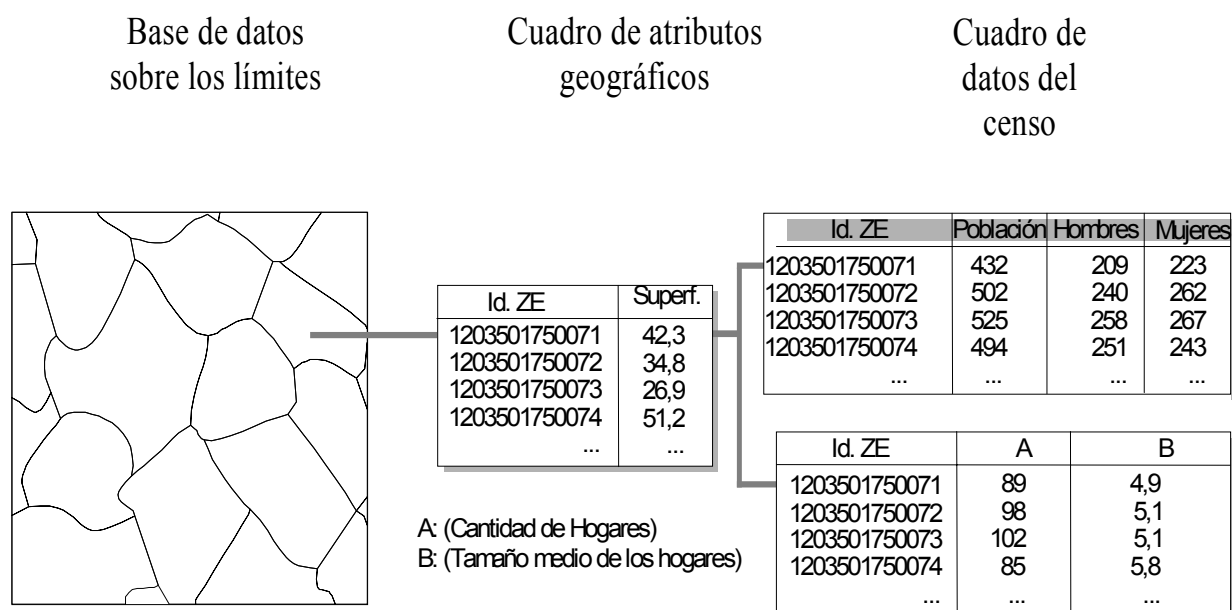 Base de datos
sobre los límites
Cuadro de atributos
geográficos
Cuadro de
datos del
censo
Id. ZE Superf.
1203501750071 42,3
1203501750072 34,8
1203501750073 26,9
1203501750074 51,2
... ...
A: (Cantidad de Hogares)
B: (Tamaño medio de los hogares)
Id. ZE Población Hombres Mujeres
1203501750071 432 209 223
1203501750072 502 240 262
1203501750073 525 258 267
1203501750074 494 251 243
... ... ... ...
Id. ZE A B
1203501750071 89 4,9
1203501750072 98 5,1
1203501750073 102 5,1
1203501750074 85 5,8
... ... ...